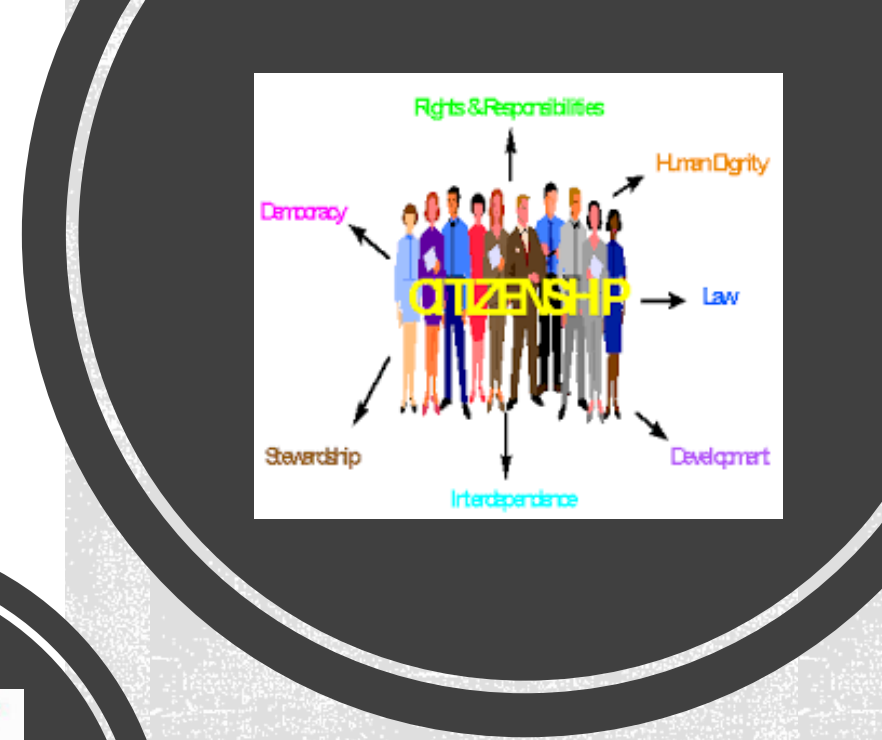 Rights & Responsibilities
Human Dignity
Democracy
CITIZENSHIP
Law
Stewardship
Development
Interdependence